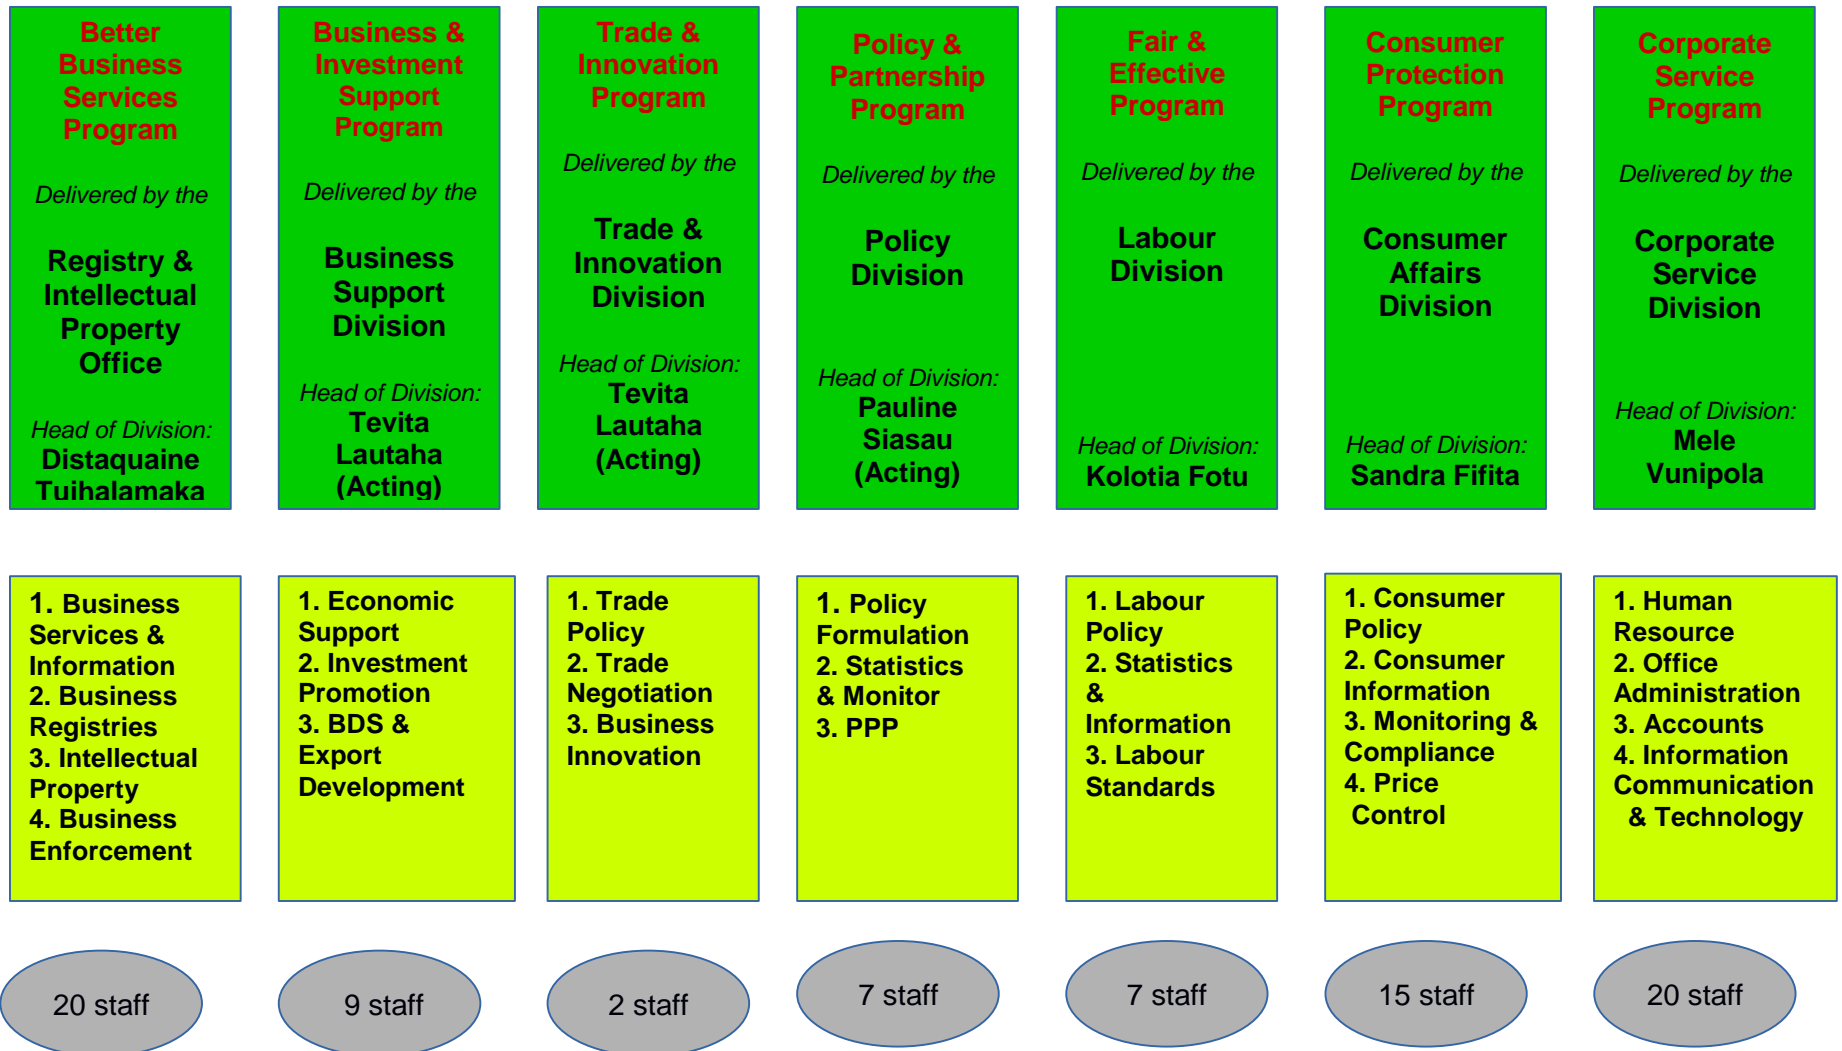 Better
Business
Services
Program
Delivered by the
Registry &
Intellectual
Property
Office
Head of Division:
Distaquaine
Tuihalamaka
Business &
Investment
Support
Program
Delivered by the
Business
Support
Division
Head of Division:
Tevita
Lautaha
(Acting)
Trade &
Innovation
Program
Delivered by the
Trade &
Innovation
Division
Head of Division:
Tevita
Lautaha
(Acting)
Policy &
Partnership
Program
Delivered by the
Policy
Division
Head of Division:
Pauline
Siasau
(Acting)
Fair &
Effective
Program
Delivered by the
Labour
Division
Head of Division:
Kolotia Fotu
Consumer
Protection
Program
Delivered by the
Consumer
Affairs
Division
Head of Division:
Sandra Fifita
Corporate
Service
Program
Delivered by the
Corporate
Service
Division
Head of Division:
Mele
Vunipola
1. Business
Services &
Information
2. Business
Registries
3. Intellectual
Property
4. Business
Enforcement
1. Economic
Support
2. Investment
Promotion
3. BDS &
Export
Development
1. Trade
Policy
2. Trade
Negotiation
3. Business
Innovation
1. Policy
Formulation
2. Statistics
& Monitor
3. PPP
1. Labour
Policy
2. Statistics
&
Information
3. Labour
Standards
1. Consumer
Policy
2. Consumer
Information
3. Monitoring &
Compliance
4. Price
Control
1. Human
Resource
2. Office
Administration
3. Accounts
4. Information
Communication
& Technology
20 staff
9 staff
2 staff
7 staff
7 staff
15 staff
20 staff